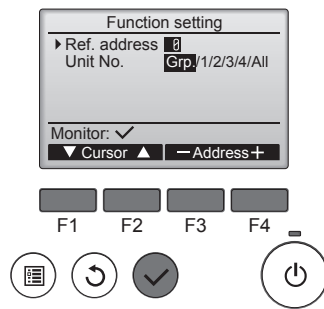 Function setting
Ref. address 0
Unit No. Grp./1/2/3/4/All
Monitor: ✓
▼ Cursor ▲ −Address+
F1 F2 F3 F4